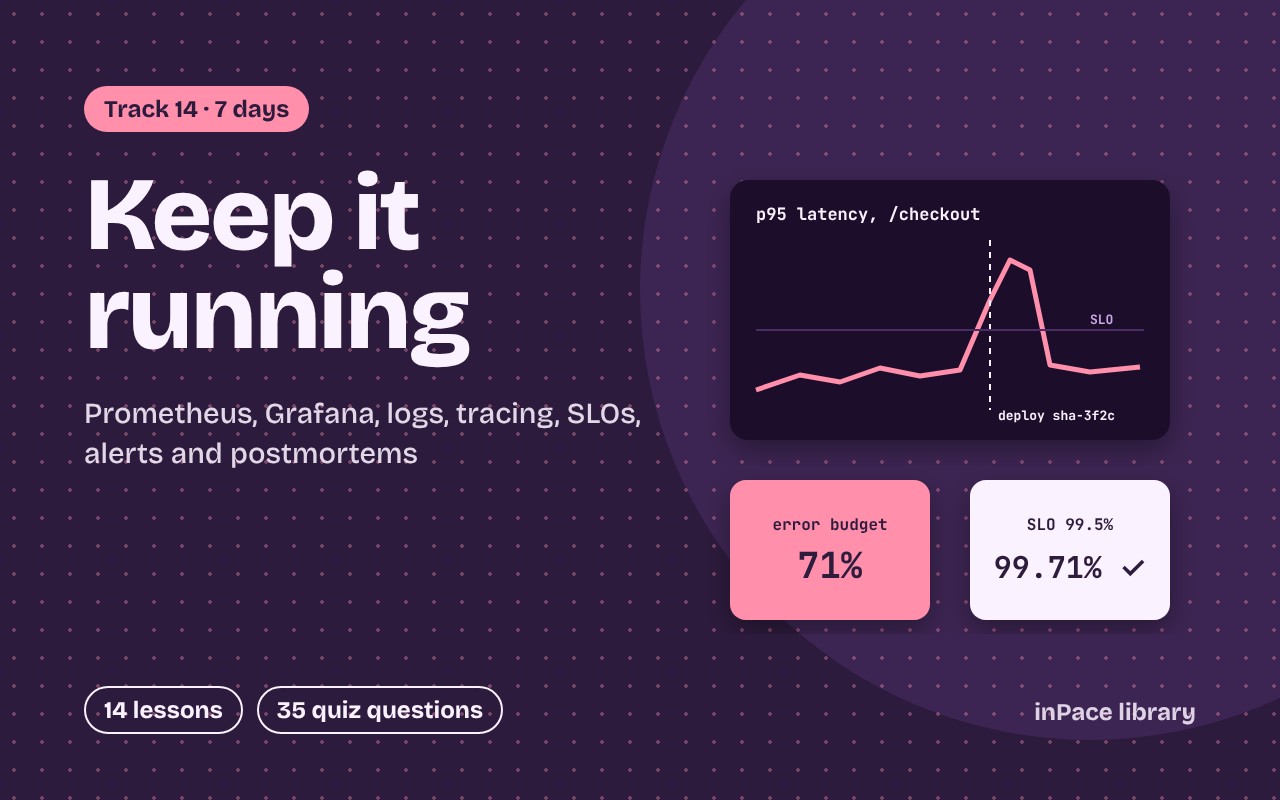 Track 14 · 7 days
Keep it
running
Prometheus, Grafana, logs, tracing, SLOs,
alerts and postmortems
14 lessons
35 quiz questions
p95 latency, /checkout
SLO
deploy sha-3f2c
error budget
71%
SLO 99.5%
99.71% ✓
inPace library